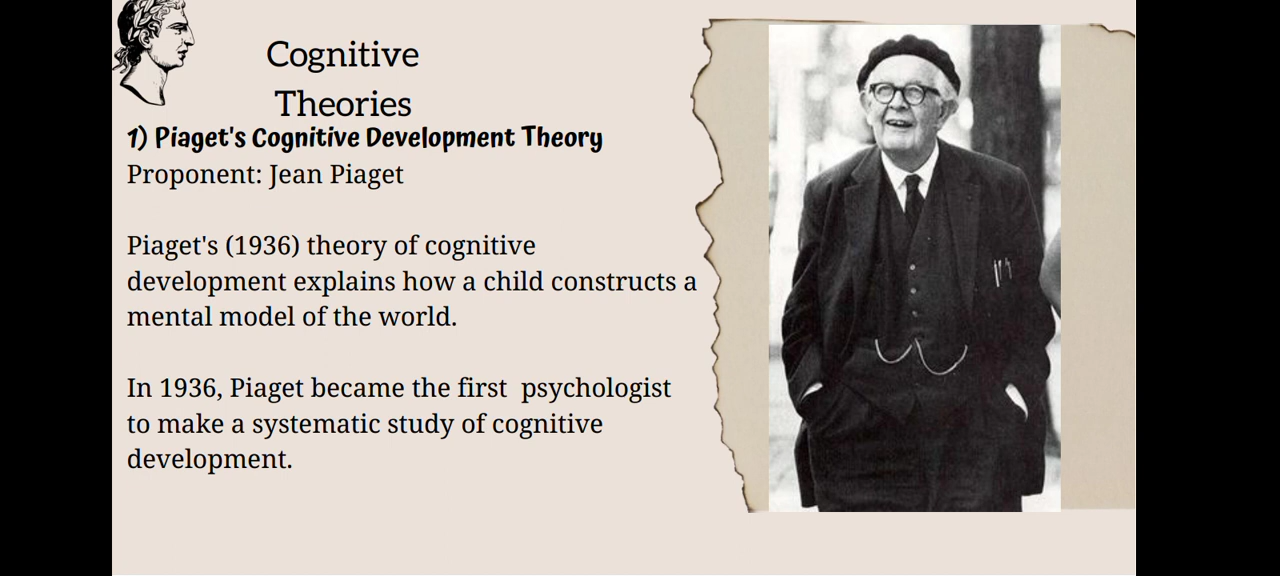 Cognitive
Theories
1) Piaget's Cognitive Development Theory
Proponent: Jean Piaget
Piaget's (1936) theory of cognitive
development explains how a child constructs a
mental model of the world.
In 1936, Piaget became the first  psychologist
to make a systematic study of cognitive
development.